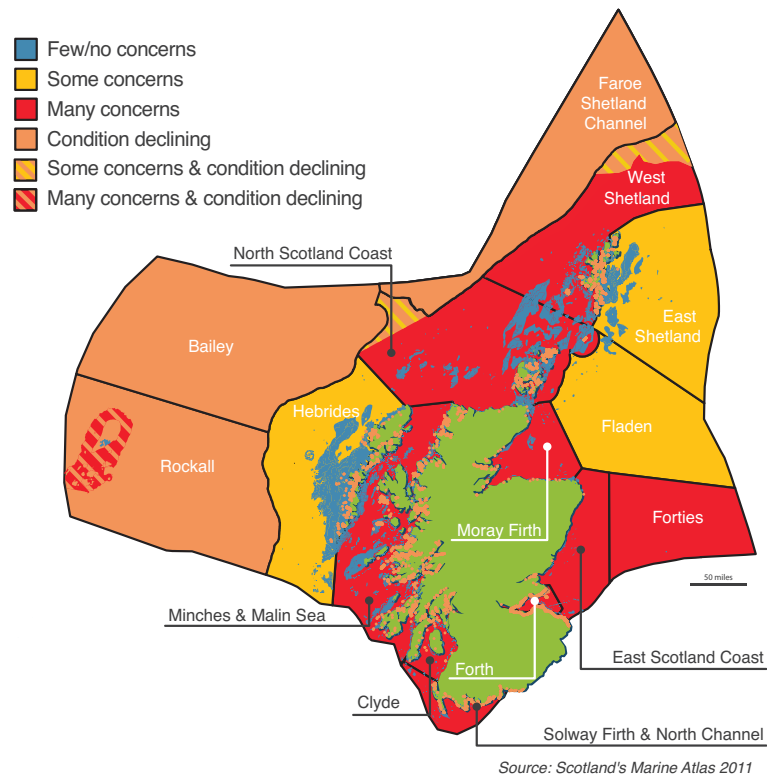 Few/no concerns
Some concerns
Many concerns
Condition declining
Some concerns & condition declining
Many concerns & condition declining
Faroe
Shetland
Channel
West
Shetland
North Scotland Coast
East
Shetland
Bailey
Hebrides
Fladen
Rockall
Moray Firth
Forties
50 miles
Minches & Malin Sea
East Scotland Coast
Forth
Clyde
Solway Firth & North Channel
Source: Scotland's Marine Atlas 2011